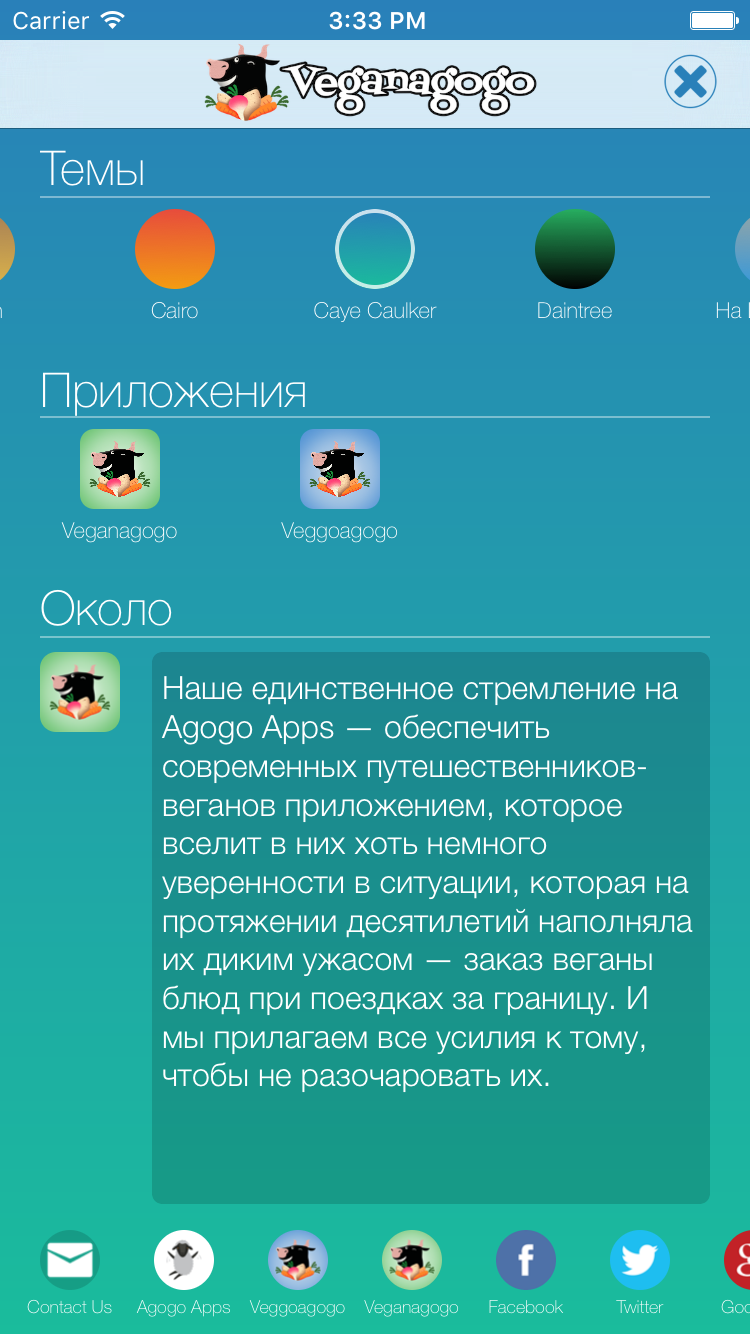 Carrier 3:33 PM
Veganagogo
Темы
Cairo Caye Caulker Daintree На
Приложения
Veganagogo Veggoagogo
Около
Наше единственное стремление на
Agogo Apps — обеспечить
современных путешественников-
веганов приложением, которое
вселит в них хоть немного
уверенности в ситуации, которая на
протяжении десятилетий наполняла
их диким ужасом — заказ веганы
блюд при поездках за границу. И
мы прилагаем все усилия к тому,
чтобы не разочаровать их.
Contact Us Agogo Apps Veggoagogo Veganagogo Facebook Twitter Goo